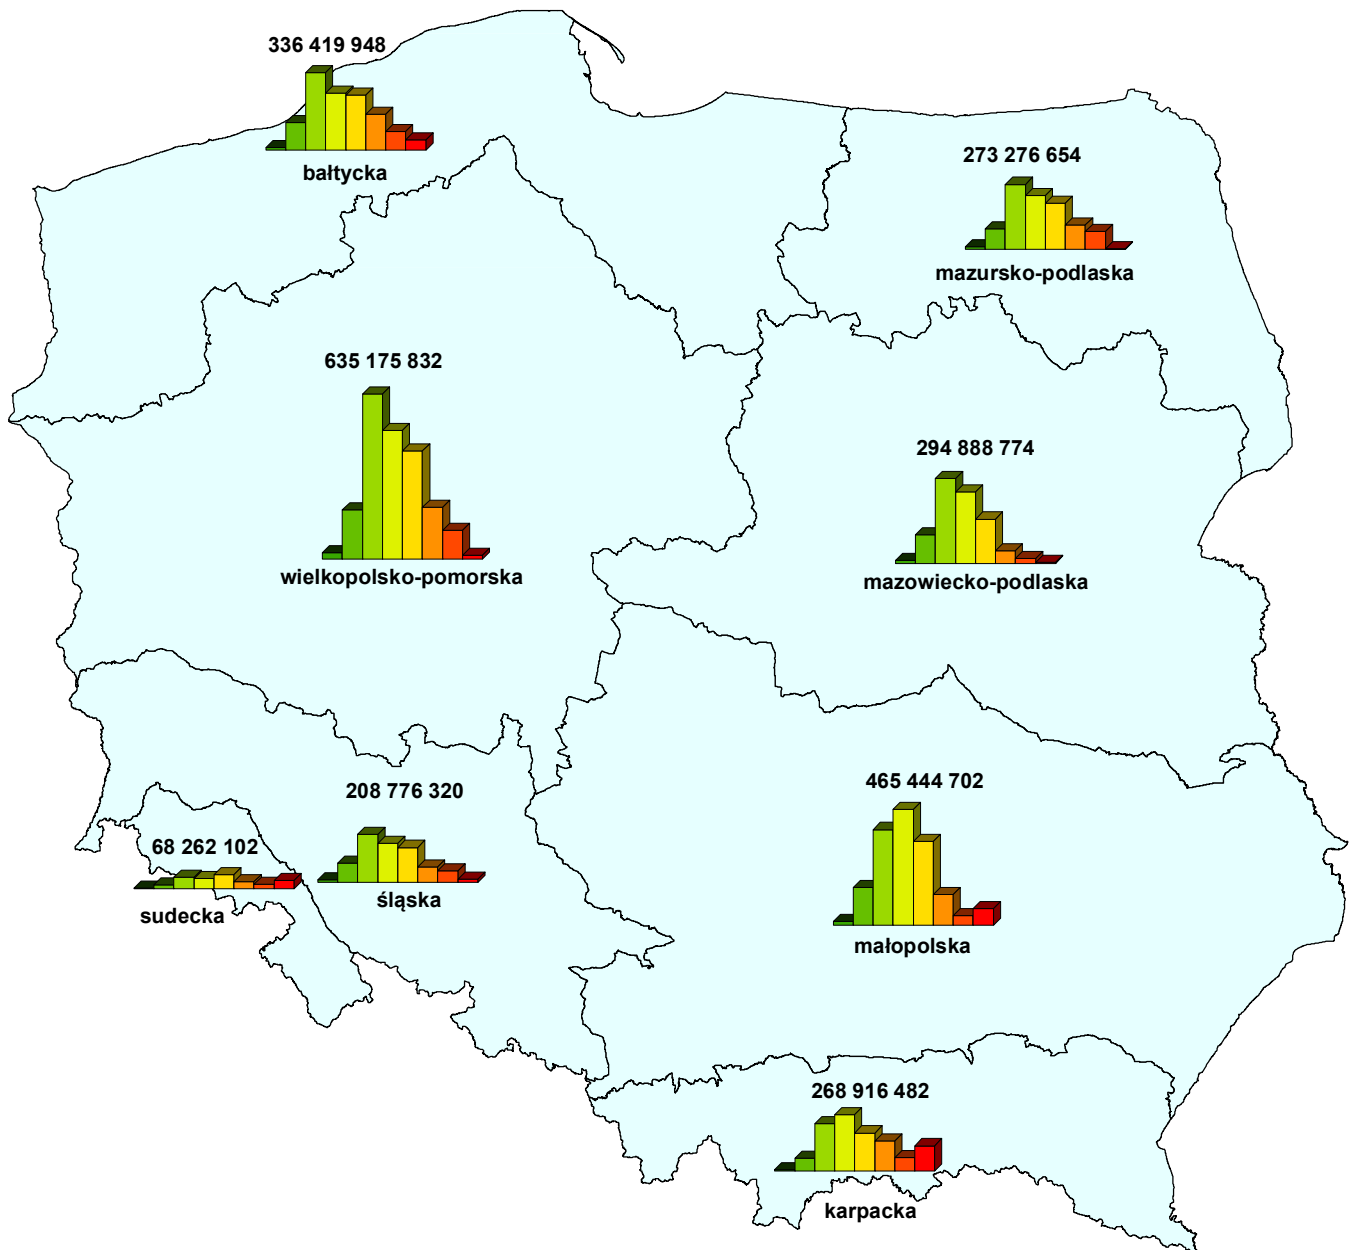 336 419 948
bałtycka
273 276 654
mazursko-podlaska
635 175 832
wielkopolsko-pomorska
294 888 774
mazowiecko-podlaska
208 776 320
śląska
68 262 102
sudecka
465 444 702
małopolska
268 916 482
karpacka